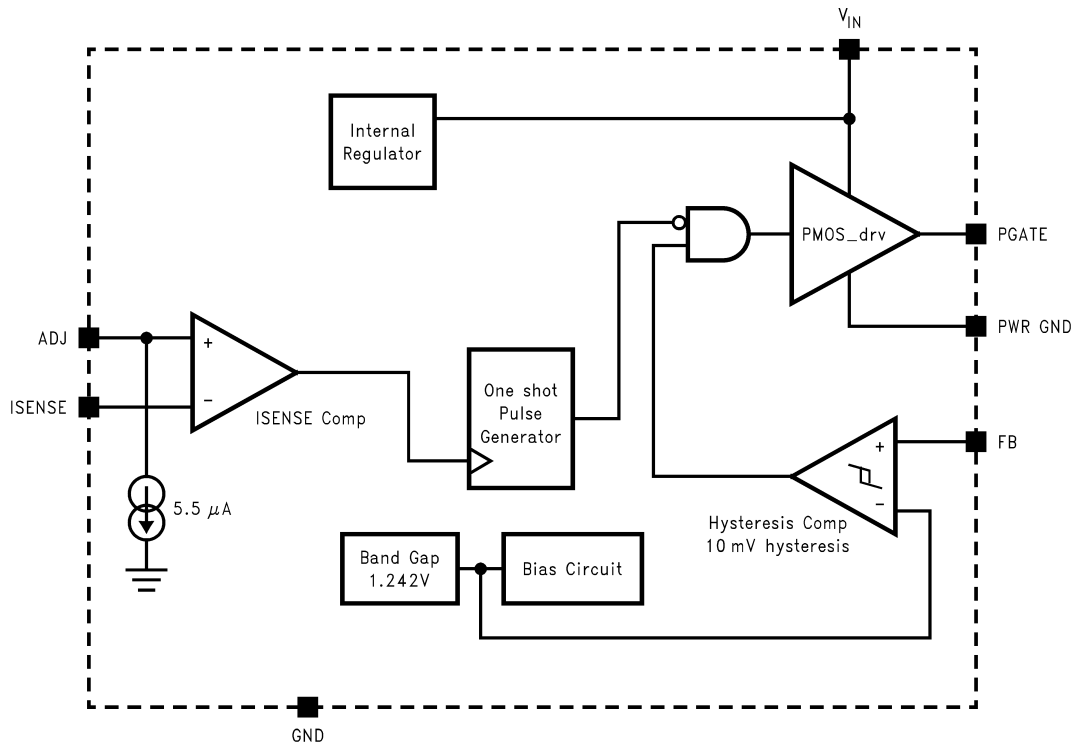 VIN
Internal
Regulator
PMOS_drv
PGATE
PWR GND
ADJ
+
ISENSE
−
ISENSE Comp
One shot
Pulse
Generator
FB
+
−
5.5 μA
Hysteresis Comp
10 mV hysteresis
Band Gap
1.242V
Bias Circuit
GND